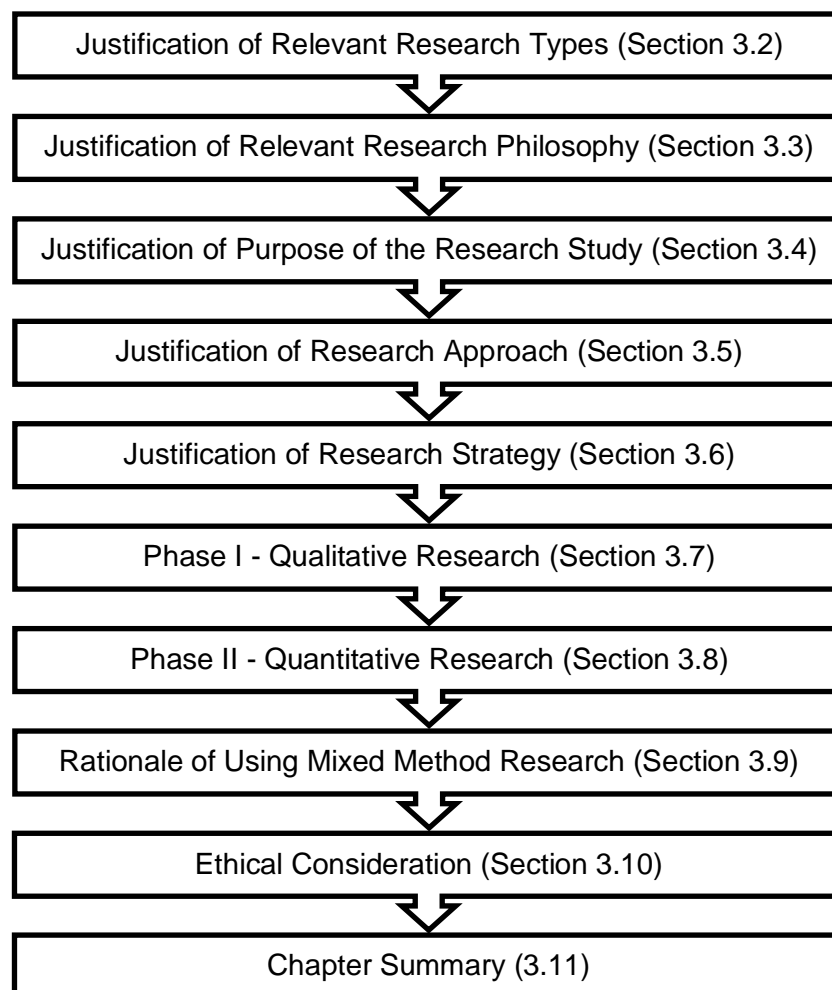 Justification of Relevant Research Types (Section 3.2)
Justification of Relevant Research Philosophy (Section 3.3)
Justification of Purpose of the Research Study (Section 3.4)
Justification of Research Approach (Section 3.5)
Justification of Research Strategy (Section 3.6)
Phase I - Qualitative Research (Section 3.7)
Phase II - Quantitative Research (Section 3.8)
Rationale of Using Mixed Method Research (Section 3.9)
Ethical Consideration (Section 3.10)
Chapter Summary (3.11)